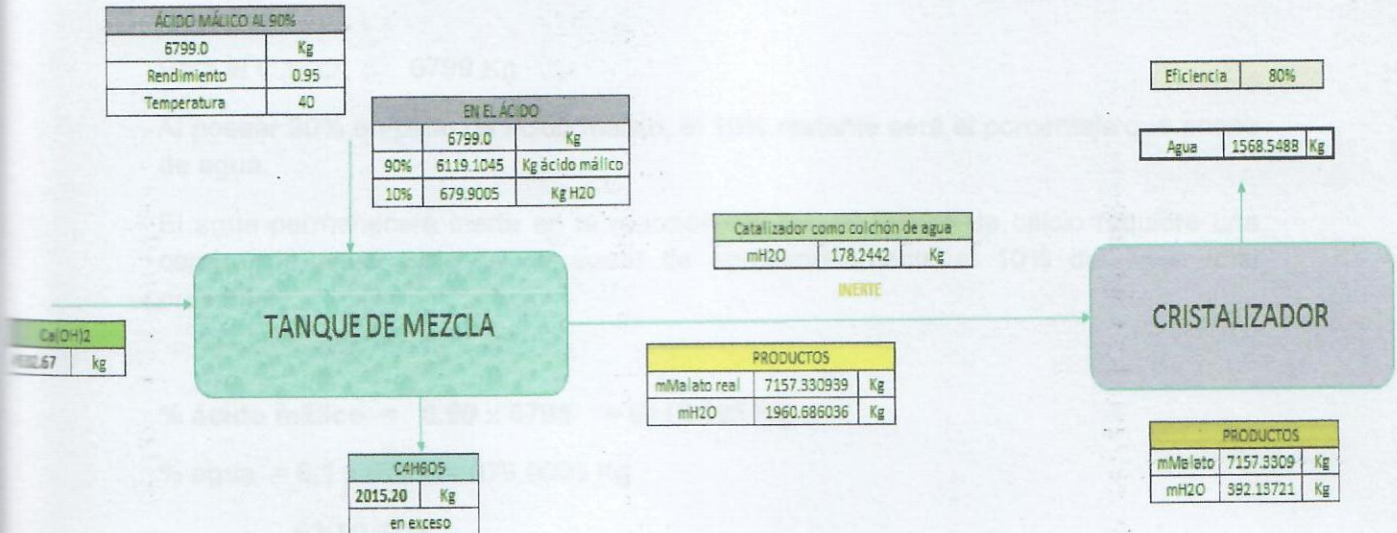 ÁCIDO MÁLICO AL 90%
6799.0 Kg
Rendimiento 0.95
Temperatura 40
EN EL ÁCIDO
6799.0 Kg
90% 6119.1045 Kg ácido málico
10% 679.9005 Kg H2O
Eficiencia 80%
Agua 1568.5488 Kg
Catalizador como colchón de agua
mH2O 178.2442 Kg
INERTE
TANQUE DE MEZCLA
CRISTALIZADOR
Ca(OH)2
32.67 kg
PRODUCTOS
mMalato real 7157.330939 Kg
mH2O 1960.686036 Kg
C4H6O5
2015.20 Kg
en exceso
PRODUCTOS
mMalato 7157.3309 Kg
mH2O 392.13721 Kg